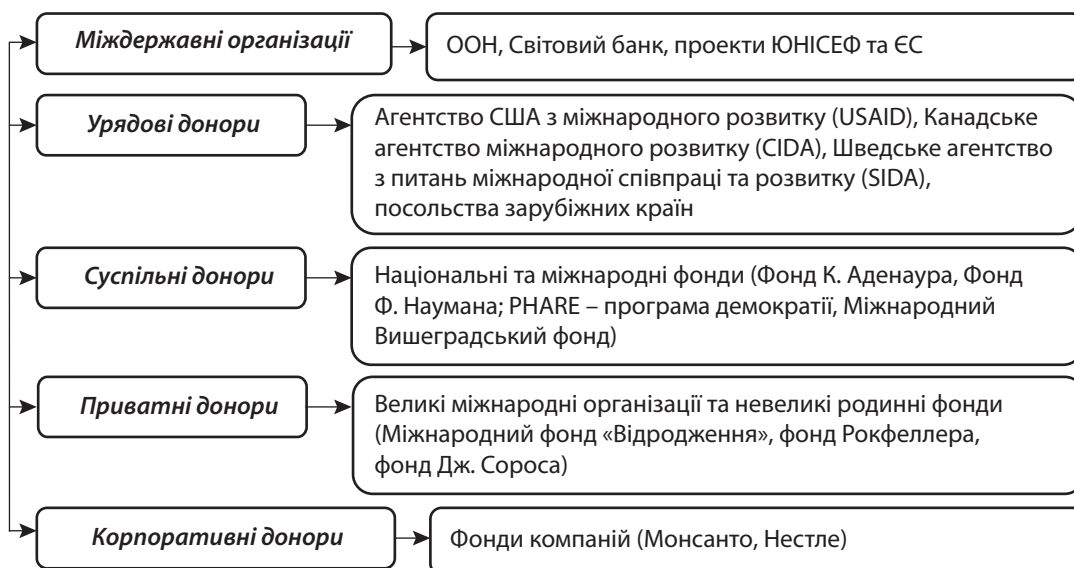 Міждержавні організації
ООН, Світовий банк, проекти ЮНІСЕФ та ЄС
Урядові донори
Агентство США з міжнародного розвитку (USAID), Канадське
агентство міжнародного розвитку (CIDA), Шведське агентство
з питань міжнародної співпраці та розвитку (SIDA),
посольства зарубіжних країн
Суспільні донори
Національні та міжнародні фонди (Фонд К. Аденаура, Фонд
Ф. Наумана; PHARE – програма демократії, Міжнародний
Вишеградський фонд)
Приватні донори
Великі міжнародні організації та невеликі родинні фонди
(Міжнародний фонд «Відродження», фонд Рокфеллера,
фонд Дж. Сороса)
Корпоративні донори
Фонди компаній (Монсанто, Нестле)